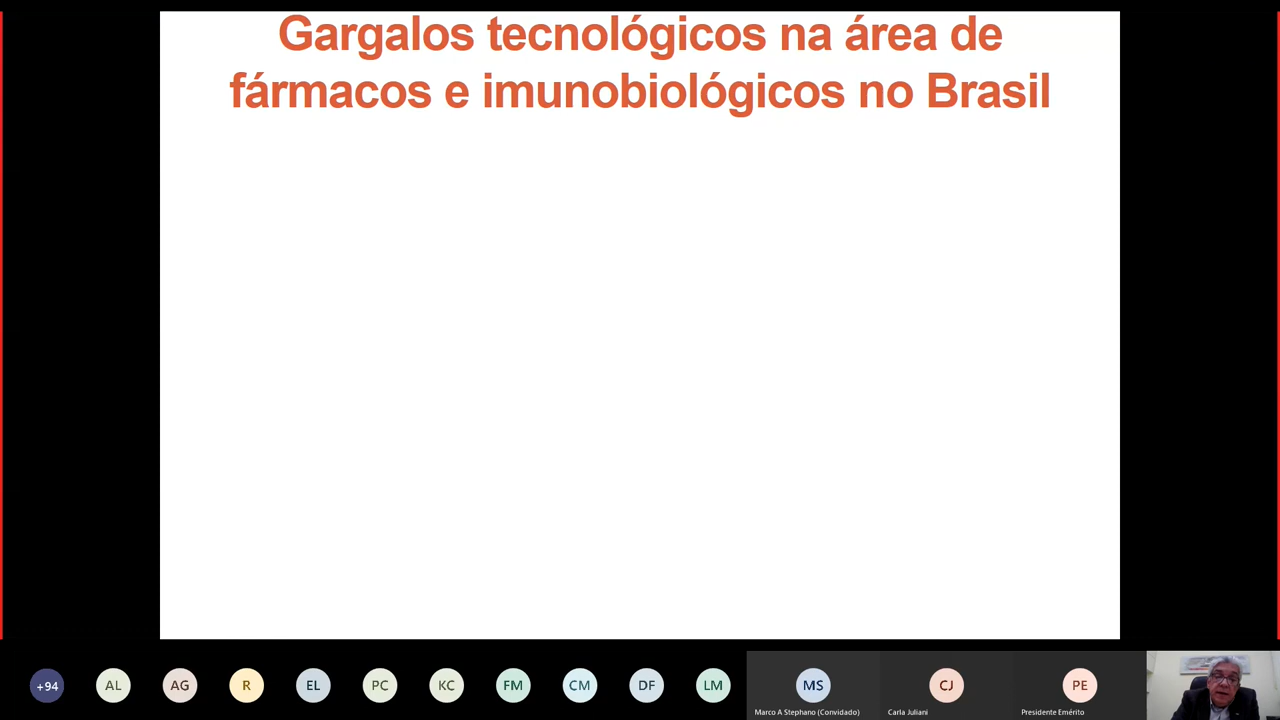 Gargalos tecnológicos na área de
fármacos e imunobiológicos no Brasil
+94
AL
AG
R
EL
PC
KC
FM
CM
DF
LM
MS
CJ
PE
Marco A Stephano (Convidado)
Carla Juliani
Presidente Emérito